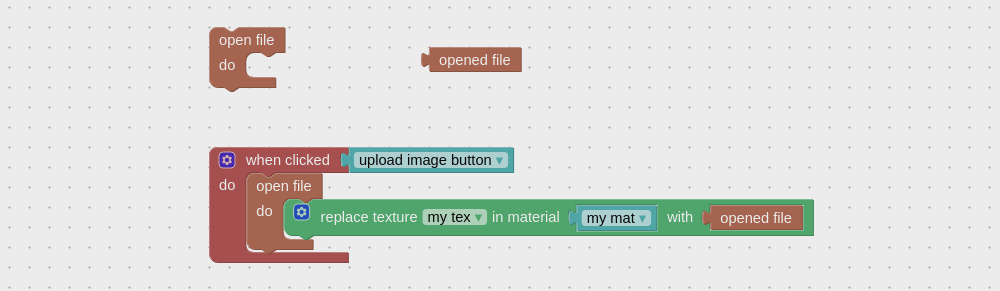 open file
do
opened file
when clicked upload image button
do
open file
do
replace texture my tex in material my mat with opened file